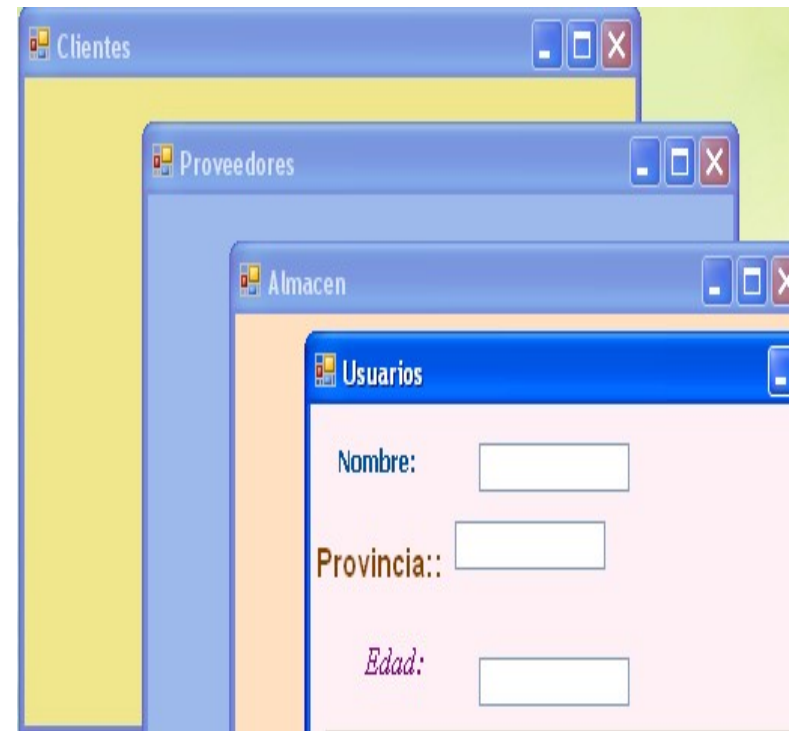 Clientes
Proveedores
Almacen
Usuarios
Nombre:
Provincia::
Edad: